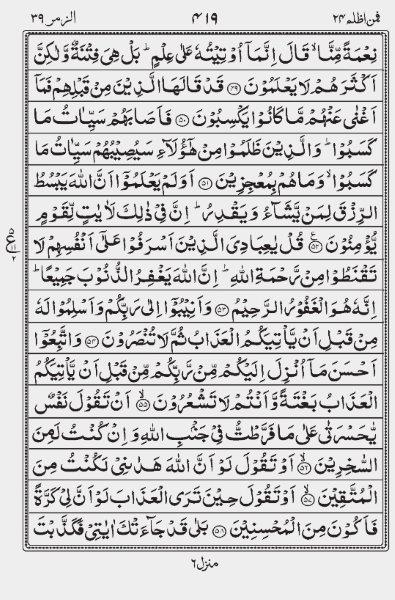 فمن اظلم ٢٤ ٤١٩ الزمر ٣٩
نِعْمَةً مِّنَّا ۙ قَالَ اِنَّمَاۤ اُوْتِيْتُهٗ عَلٰى عِلْمٍ ؕ بَلْ هِيَ فِتْنَةٌ وَّلٰكِنَّ
اَكْثَرَهُمْ لَا يَعْلَمُوْنَ ﴿٤٩﴾ قَدْ قَالَهَا الَّذِيْنَ مِنْ قَبْلِهِمْ فَمَاۤ
اَغْنٰى عَنْهُمْ مَّا كَانُوْا يَكْسِبُوْنَ ﴿٥٠﴾ فَاَصَابَهُمْ سَيِّاٰتُ مَا
كَسَبُوْا ؕ وَالَّذِيْنَ ظَلَمُوْا مِنْ هٰۤؤُلَآءِ سَيُصِيْبُهُمْ سَيِّاٰتُ مَا
كَسَبُوْا ۙ وَمَا هُمْ بِمُعْجِزِيْنَ ﴿٥١﴾ اَوَلَمْ يَعْلَمُوْۤا اَنَّ اللّٰهَ يَبْسُطُ
الرِّزْقَ لِمَنْ يَّشَآءُ وَيَقْدِرُ ؕ اِنَّ فِيْ ذٰلِكَ لَاٰيٰتٍ لِّقَوْمٍ
يُّؤْمِنُوْنَ ﴿٥٢﴾ قُلْ يٰعِبَادِيَ الَّذِيْنَ اَسْرَفُوْا عَلٰۤى اَنْفُسِهِمْ لَا
تَقْنَطُوْا مِنْ رَّحْمَةِ اللّٰهِ ؕ اِنَّ اللّٰهَ يَغْفِرُ الذُّنُوْبَ جَمِيْعًا ؕ
اِنَّهٗ هُوَ الْغَفُوْرُ الرَّحِيْمُ ﴿٥٣﴾ وَاَنِيْبُوْۤا اِلٰى رَبِّكُمْ وَاَسْلِمُوْا لَهٗ
مِنْ قَبْلِ اَنْ يَّاْتِيَكُمُ الْعَذَابُ ثُمَّ لَا تُنْصَرُوْنَ ﴿٥٤﴾ وَاتَّبِعُوْۤا
اَحْسَنَ مَاۤ اُنْزِلَ اِلَيْكُمْ مِّنْ رَّبِّكُمْ مِّنْ قَبْلِ اَنْ يَّاْتِيَكُمُ
الْعَذَابُ بَغْتَةً وَّاَنْتُمْ لَا تَشْعُرُوْنَ ﴿٥٥﴾ اَنْ تَقُوْلَ نَفْسٌ
يّٰحَسْرَتٰى عَلٰى مَا فَرَّطْتُّ فِيْ جَنْۢبِ اللّٰهِ وَاِنْ كُنْتُ لَمِنَ
السّٰخِرِيْنَ ﴿٥٦﴾ اَوْ تَقُوْلَ لَوْ اَنَّ اللّٰهَ هَدٰىنِيْ لَكُنْتُ مِنَ
الْمُتَّقِيْنَ ﴿٥٧﴾ اَوْ تَقُوْلَ حِيْنَ تَرَى الْعَذَابَ لَوْ اَنَّ لِيْ كَرَّةً
فَاَكُوْنَ مِنَ الْمُحْسِنِيْنَ ﴿٥٨﴾ بَلٰى قَدْ جَآءَتْكَ اٰيٰتِيْ فَكَذَّبْتَ
منزل ٦